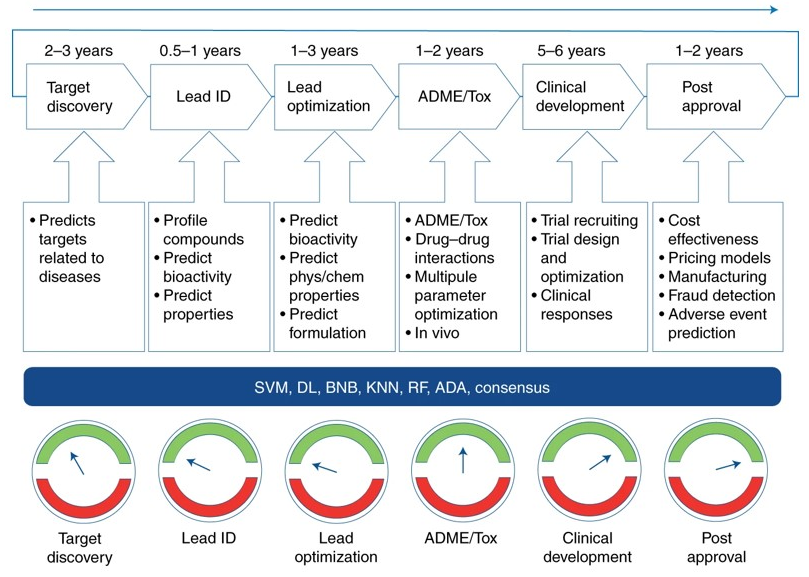 2–3 years
0.5–1 years
1–3 years
1–2 years
5–6 years
1–2 years
Target
discovery
Lead ID
Lead
optimization
ADME/Tox
Clinical
development
Post
approval
• Predicts
targets
related to
diseases
• Profile
compounds
• Predict
bioactivity
• Predict
properties
• Predict
bioactivity
• Predict
phys/chem
properties
• Predict
formulation
• ADME/Tox
• Drug–drug
interactions
• Multipule
parameter
optimization
• In vivo
• Trial recruiting
• Trial design
and
optimization
• Clinical
responses
• Cost
effectiveness
• Pricing models
• Manufacturing
• Fraud detection
• Adverse event
prediction
SVM, DL, BNB, KNN, RF, ADA, consensus
Target
discovery
Lead ID
Lead
optimization
ADME/Tox
Clinical
development
Post
approval